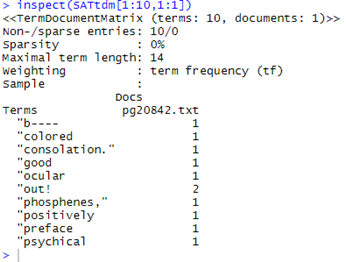 > inspect(SATtdm[1:10,1:1])
<<TermDocumentMatrix (terms: 10, documents: 1)>>
Non-/sparse entries: 10/0
Sparsity           : 0%
Maximal term length: 14
Weighting          : term frequency (tf)
Sample             :
                Docs
Terms            pg20842.txt
  "b----                   1
  "colored                 1
  "consolation."           1
  "good                    1
  "ocular                  1
  "out!                    2
  "phosphenes,"            1
  "positively              1
  "preface                 1
  "psychical               1
>